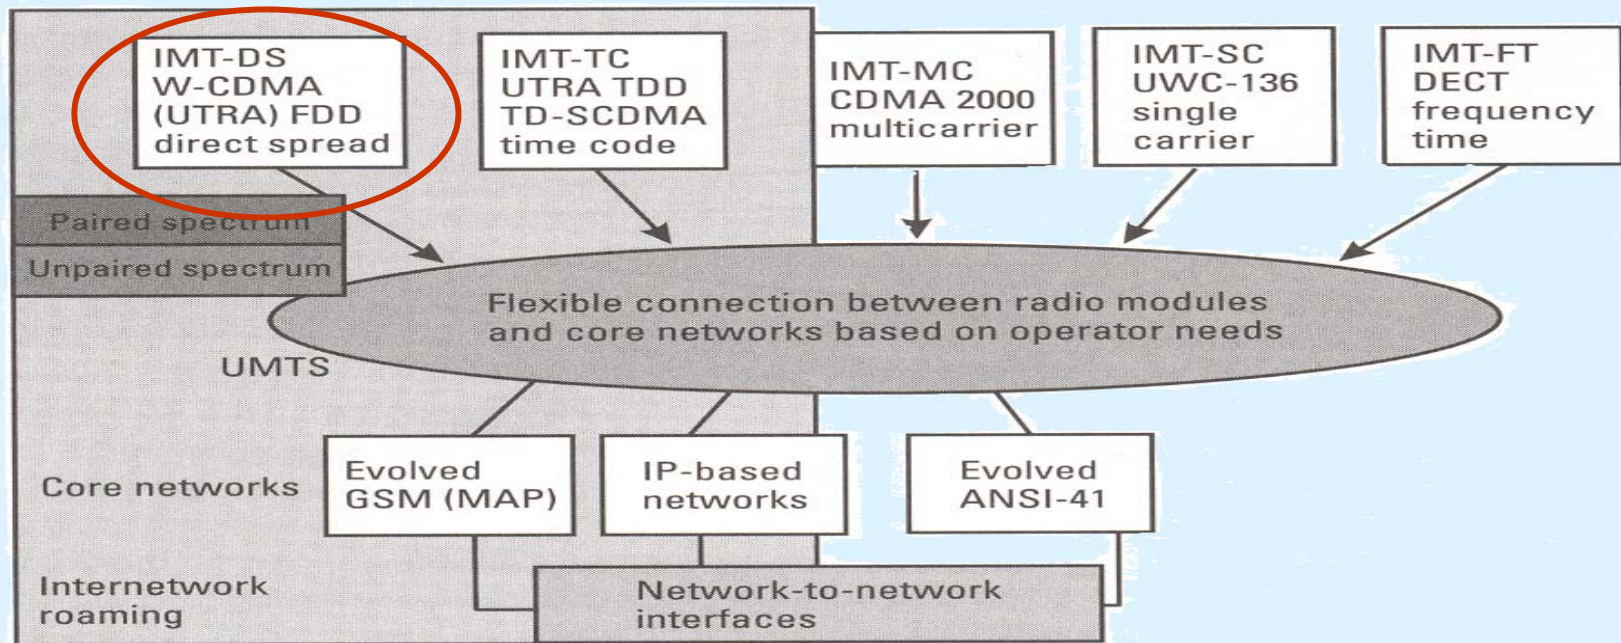 IMT-DS
W-CDMA
(UTRA) FDD
direct spread
IMT-TC
UTRA TDD
TD-SCDMA
time code
IMT-MC
CDMA 2000
multicarrier
IMT-SC
UWC-136
single
carrier
IMT-FT
DECT
frequency
time
Paired spectrum
Unpaired spectrum
Flexible connection between radio modules
and core networks based on operator needs
UMTS
Core networks
Evolved
GSM (MAP)
IP-based
networks
Evolved
ANSI-41
Internetwork
roaming
Network-to-network
interfaces